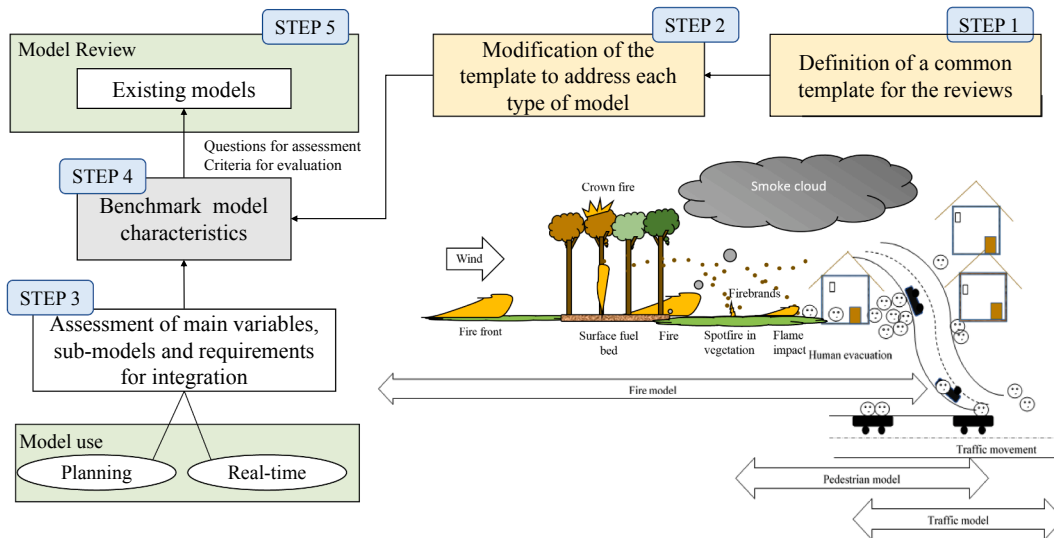 STEP 5
Model Review
Existing models
Questions for assessment
Criteria for evaluation
STEP 4
Benchmark model
characteristics
STEP 3
Assessment of main variables,
sub-models and requirements
for integration
Model use
Planning
Real-time
STEP 2
Modification of the
template to address each
type of model
STEP 1
Definition of a common
template for the reviews
Smoke cloud
Crown fire
Wind
Firebrands
Fire front
Surface fuel
bed
Fire
Spotfire in
vegetation
Flame
impact
Human evacuation
Fire model
Traffic movement
Pedestrian model
Traffic model